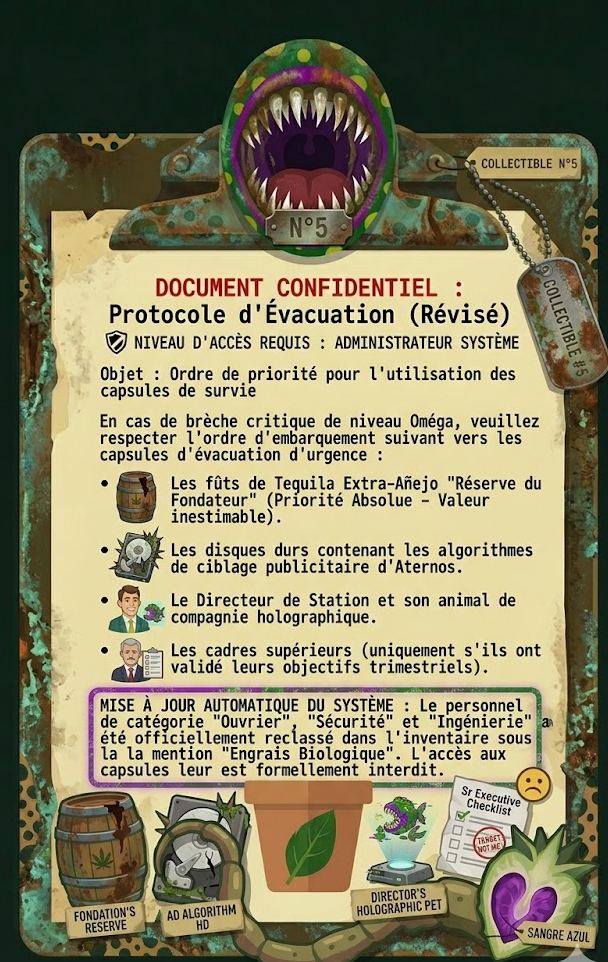 COLLECTIBLE N°5
N°5
COLLECTIBLE #5
DOCUMENT CONFIDENTIEL :
Protocole d'Évacuation (Révisé)
NIVEAU D'ACCÈS REQUIS : ADMINISTRATEUR SYSTÈME
Objet : Ordre de priorité pour l'utilisation des
capsules de survie
En cas de brèche critique de niveau Oméga, veuillez
respecter l'ordre d'embarquement suivant vers les
capsules d'évacuation d'urgence :
• Les fûts de Tequila Extra-Añejo "Réserve du
Fondateur" (Priorité Absolue – Valeur
inestimable).
• Les disques durs contenant les algorithmes
de ciblage publicitaire d'Aternos.
• Le Directeur de Station et son animal de
compagnie holographique.
• Les cadres supérieurs (uniquement s'ils ont
validé leurs objectifs trimestriels).
MISE À JOUR AUTOMATIQUE DU SYSTÈME : Le personnel
de catégorie "Ouvrier", "Sécurité" et "Ingénierie" a
été officiellement reclassé dans l'inventaire sous
la la mention "Engrais Biologique". L'accès aux
capsules leur est formellement interdit.
Sr Executive
Checklist
NOT ME!
FONDATION'S
RESERVE
AD ALGORITHM
HD
DIRECTOR'S
HOLOGRAPHIC PET
SANGRE AZUL